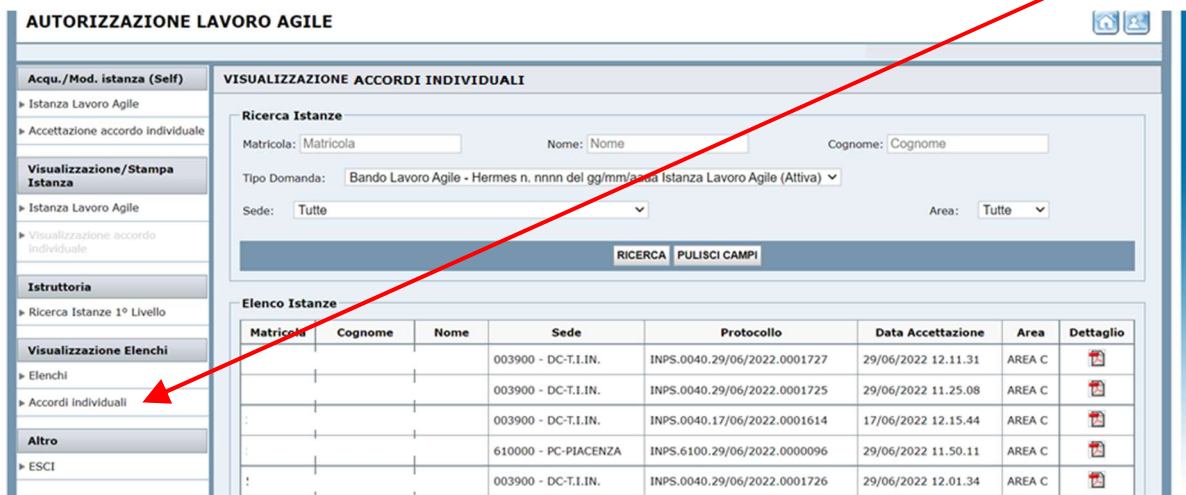 AUTORIZZAZIONE LAVORO AGILE
Acqu./Mod. istanza (Self)
Istanza Lavoro Agile
Accettazione accordo individuale
Visualizzazione/Stampa
Istanza
Istanza Lavoro Agile
Visualizzazione accordo
individuale
Istruttoria
Ricerca Istanze 1º Livello
Visualizzazione Elenchi
Elenchi
Accordi individuali
Altro
ESCI
VISUALIZZAZIONE ACCORDI INDIVIDUALI
Ricerca Istanze
Matricola: Matricola Nome: Nome Cognome: Cognome
Tipo Domanda: Bando Lavoro Agile - Hermes n. nnnn del gg/mm/aaaa Istanza Lavoro Agile (Attiva)
Sede: Tutte Area: Tutte
RICERCA PULISCI CAMPI
Elenco Istanze
Matricola Cognome Nome Sede Protocollo Data Accettazione Area Dettaglio
003900 - DC-T.I.IN. INPS.0040.29/06/2022.0001727 29/06/2022 12.11.31 AREA C
003900 - DC-T.I.IN. INPS.0040.29/06/2022.0001725 29/06/2022 11.25.08 AREA C
003900 - DC-T.I.IN. INPS.0040.17/06/2022.0001614 17/06/2022 12.15.44 AREA C
610000 - PC-PIACENZA INPS.6100.29/06/2022.0000096 29/06/2022 11.50.11 AREA C
003900 - DC-T.I.IN. INPS.0040.29/06/2022.0001726 29/06/2022 12.01.34 AREA C